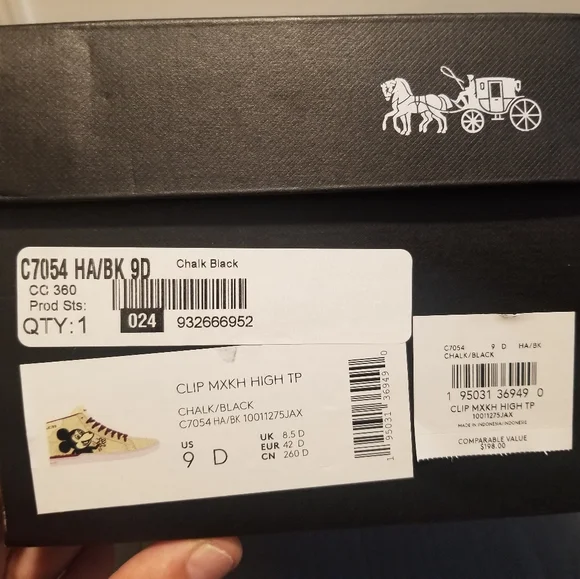 C7054 HA/BK 9D Chalk Black
CC 360
Prod Sts:
QTY:1 024 932666952
CLIP MXKH HIGH TP
CHALK/BLACK
C7054 HA/BK 10011275JAX
US
9 D
UK 8.5 D
EUR 42 D
CN 260 D
1 95031 36949 0
C7054 9 D HA/BK
CHALK/BLACK
1 95031 36949 0
CLIP MXKH HIGH TP
10011275JAX
MADE IN INDONESIA/INDONESIE
COMPARABLE VALUE
$198.00